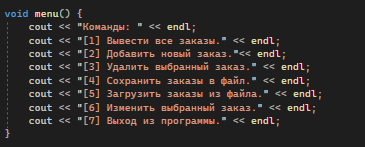 void menu() {
cout << "Команды: " << endl;
cout << "[1] Вывести все заказы." << endl;
cout << "[2] Добавить новый заказ."<< endl;
cout << "[3] Удалить выбранный заказ." << endl;
cout << "[4] Сохранить заказы в файл." << endl;
cout << "[5] Загрузить заказы из файла." << endl;
cout << "[6] Изменить выбранный заказ." << endl;
cout << "[7] Выход из программы." << endl;
}